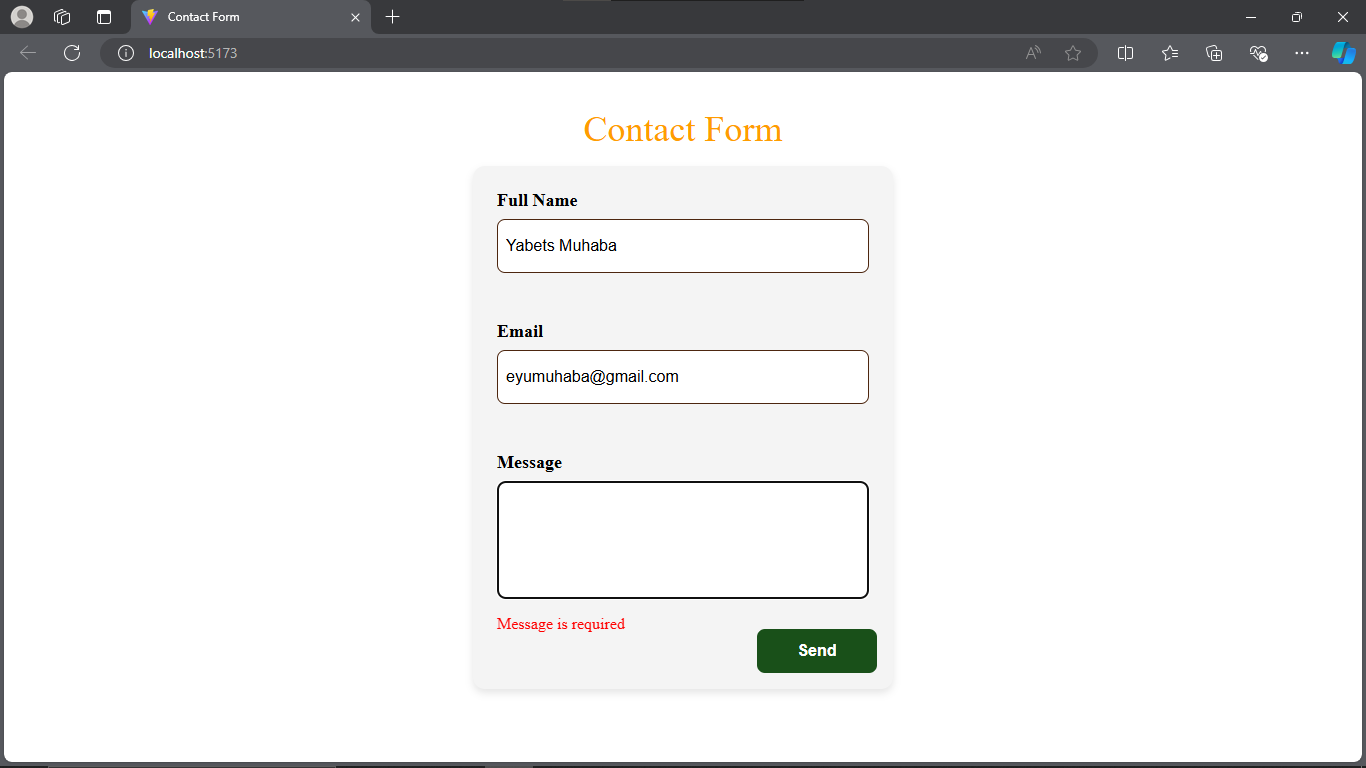 Contact Form
localhost:5173
Contact Form
Full Name
Yabets Muhaba
Email
eyumuhaba@gmail.com
Message
Message is required
Send